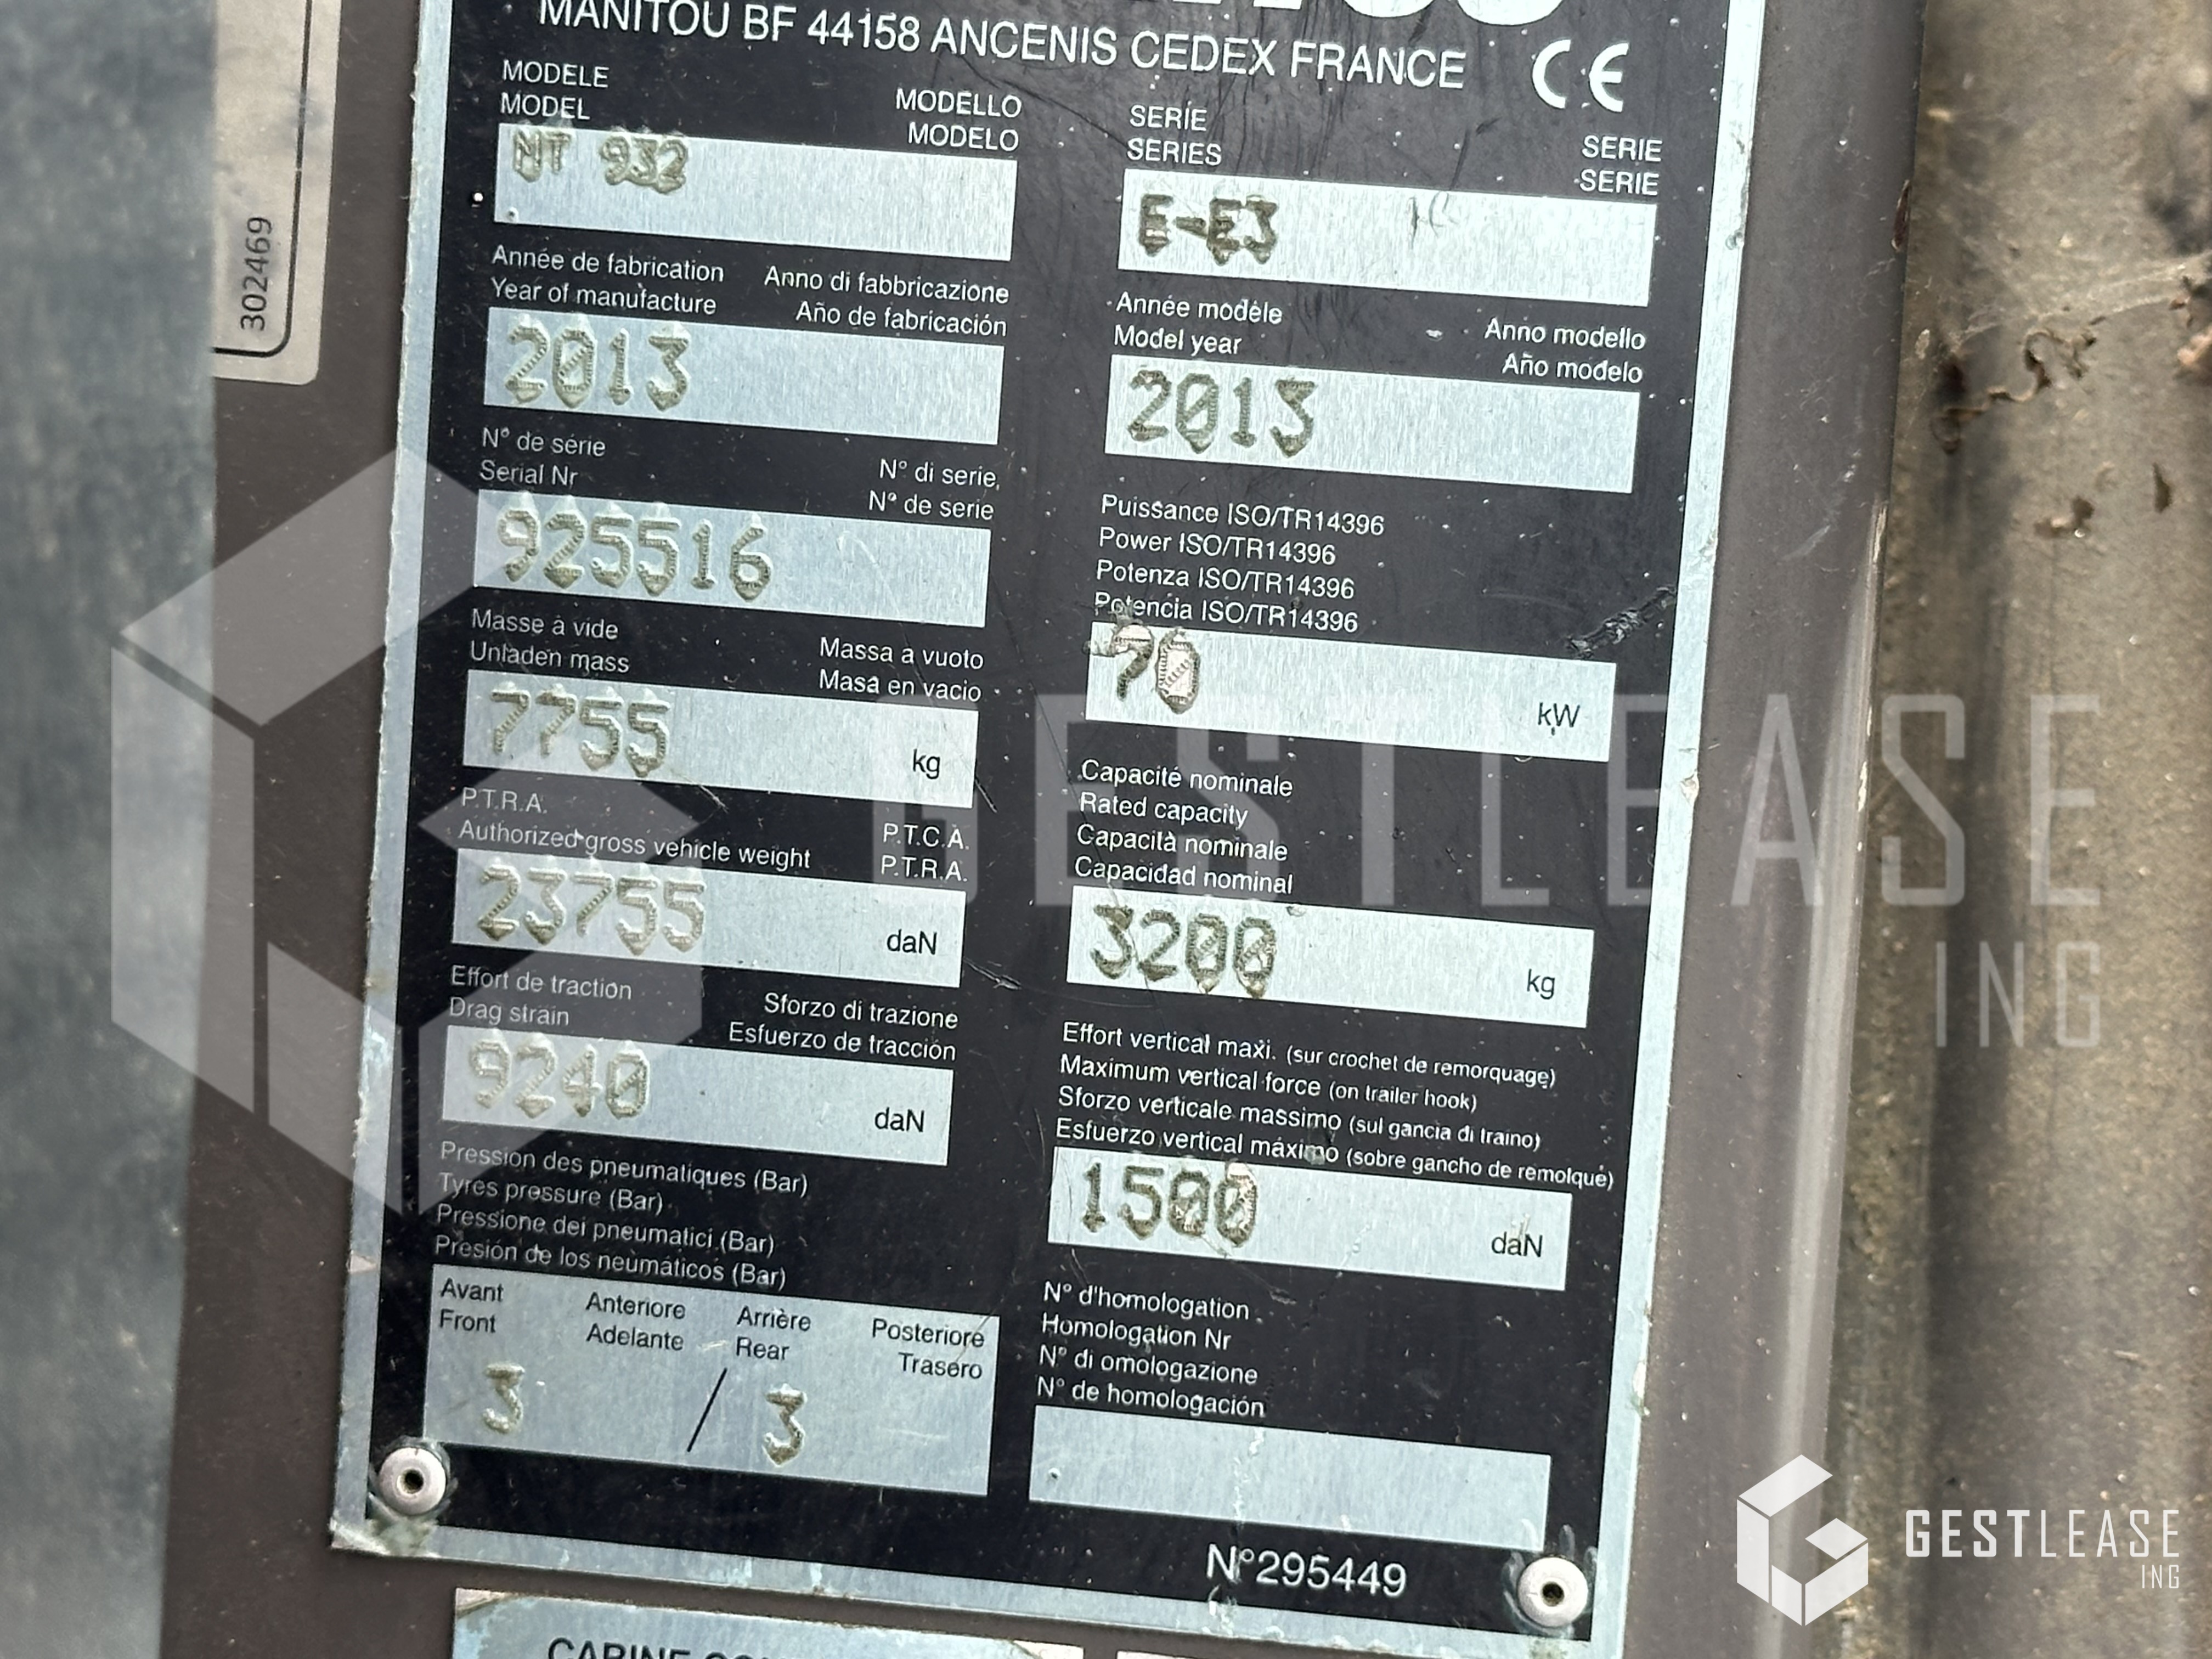 MANITOU BF 44158 ANCENIS CEDEX FRANCE CE
MODELE
MODEL
MODELLO
MODELO
MT 932
SERIE
SERIES
SERIE
SERIE
E-E3
Année de fabrication
Year of manufacture
Anno di fabbricazione
Año de fabricación
2013
Année modèle
Model year
Anno modello
Año modelo
2013
N° de série
Serial Nr
N° di serie
N° de serie
925516
Puissance ISO/TR14396
Power ISO/TR14396
Potenza ISO/TR14396
Potencia ISO/TR14396
70 kW
Masse à vide
Unladen mass
Massa a vuoto
Masa en vacio
7755 kg
Capacité nominale
Rated capacity
Capacità nominale
Capacidad nominal
3200 kg
P.T.R.A.
Authorized gross vehicle weight
P.T.C.A.
P.T.R.A.
23755 daN
Effort de traction
Drag strain
Sforzo di trazione
Esfuerzo de tracción
9240 daN
Effort vertical maxi. (sur crochet de remorquage)
Maximum vertical force (on trailer hook)
Sforzo verticale massimo (sul gancia di traino)
Esfuerzo vertical máximo (sobre gancho de remolque)
1500 daN
Pression des pneumatiques (Bar)
Tyres pressure (Bar)
Pressione dei pneumatici (Bar)
Presión de los neumáticos (Bar)
Avant
Front
Anteriore
Adelante
Arrière
Rear
Posteriore
Trasero
3 / 3
N° d'homologation
Homologation Nr
N° di omologazione
N° de homologación
N°295449
302469
CABINE
GESTLEASE
ING
GESTLEASE
ING